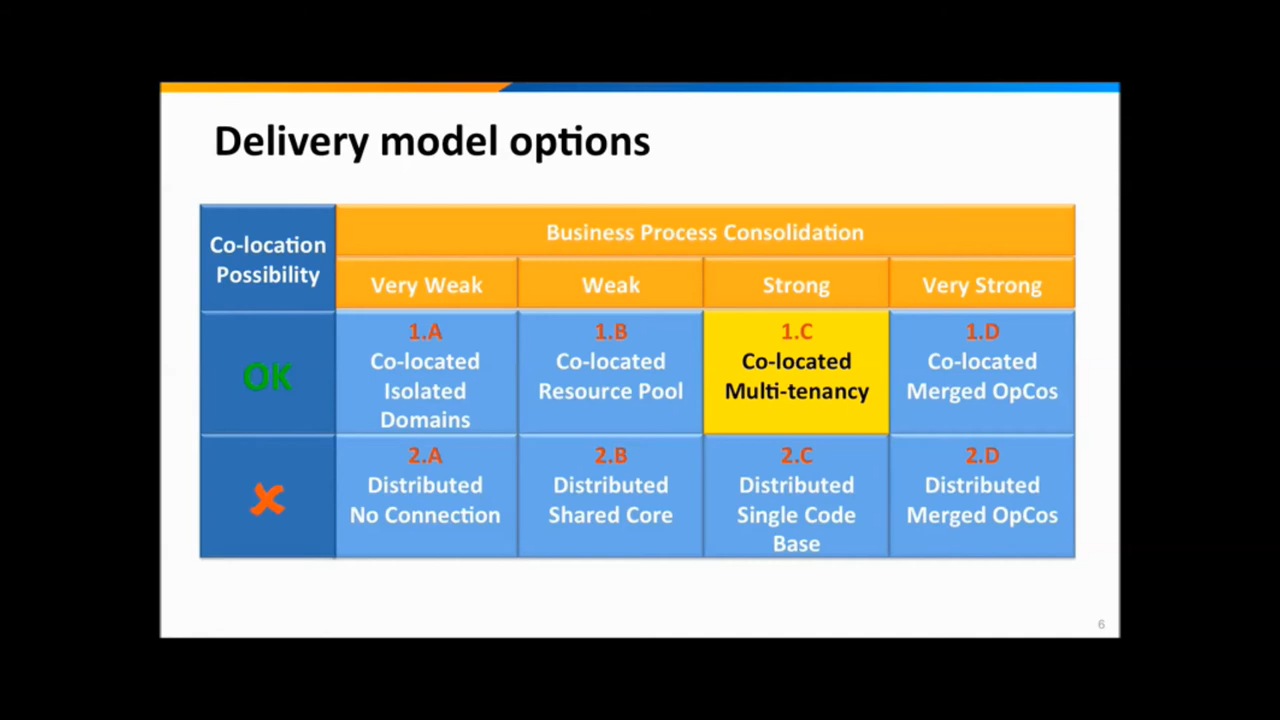 Delivery model options
Co-location
Possibility
Business Process Consolidation
Very Weak
Weak
Strong
Very Strong
OK
1.A
Co-located
Isolated
Domains
1.B
Co-located
Resource Pool
1.C
Co-located
Multi-tenancy
1.D
Co-located
Merged OpCos
2.A
Distributed
No Connection
2.B
Distributed
Shared Core
2.C
Distributed
Single Code
Base
2.D
Distributed
Merged OpCos
6